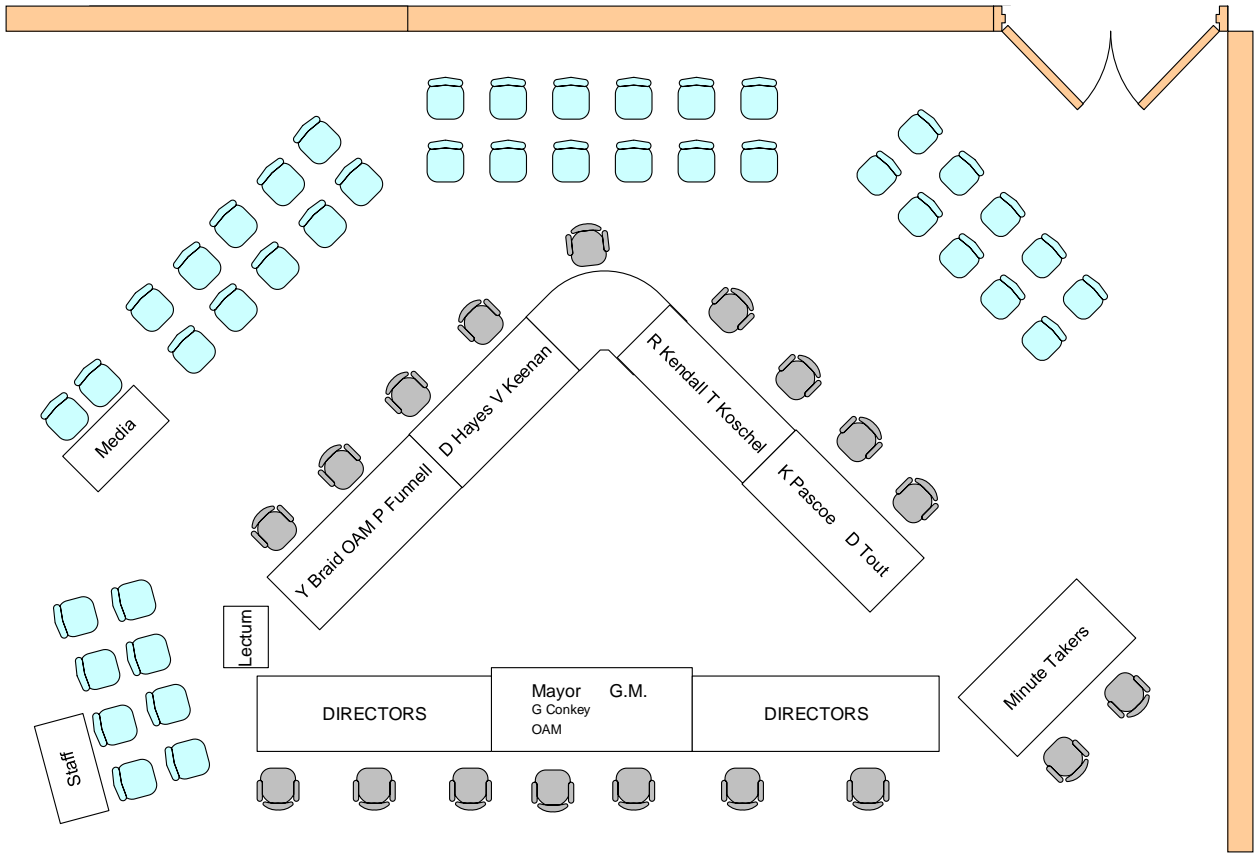 R Kendall T Koschel
D Hayes V Keenan
Media
Y Braid OAM P Funnell
K Pascoe D Tout
Lectum
Minute Takers
Mayor G.M.
G Conkey
OAM
DIRECTORS
DIRECTORS
Staff